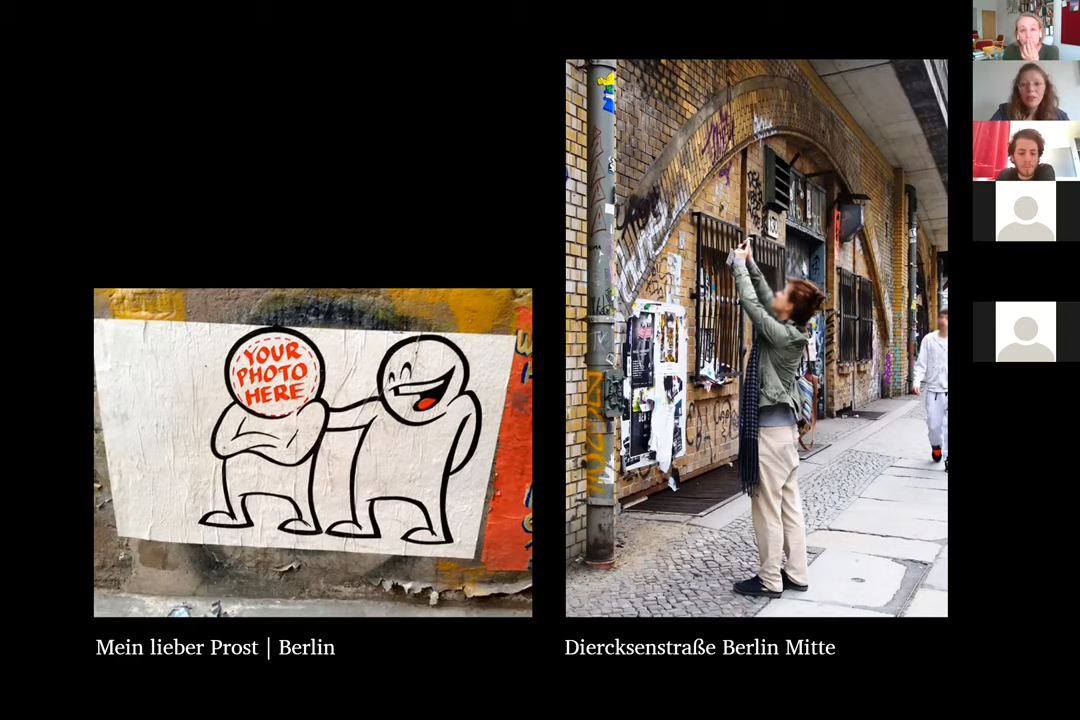 YOUR
PHOTO
HERE
Mein lieber Prost | Berlin
Diercksenstraße Berlin Mitte